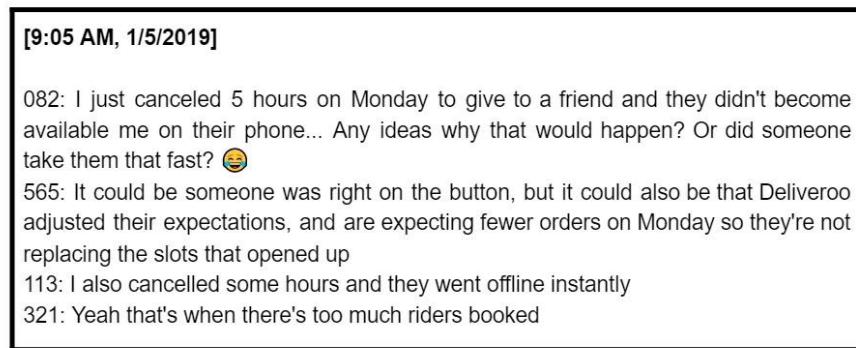 [9:05 AM, 1/5/2019]
082: I just canceled 5 hours on Monday to give to a friend and they didn't become
available me on their phone... Any ideas why that would happen? Or did someone
take them that fast? 😂
565: It could be someone was right on the button, but it could also be that Deliveroo
adjusted their expectations, and are expecting fewer orders on Monday so they're not
replacing the slots that opened up
113: I also cancelled some hours and they went offline instantly
321: Yeah that's when there's too much riders booked